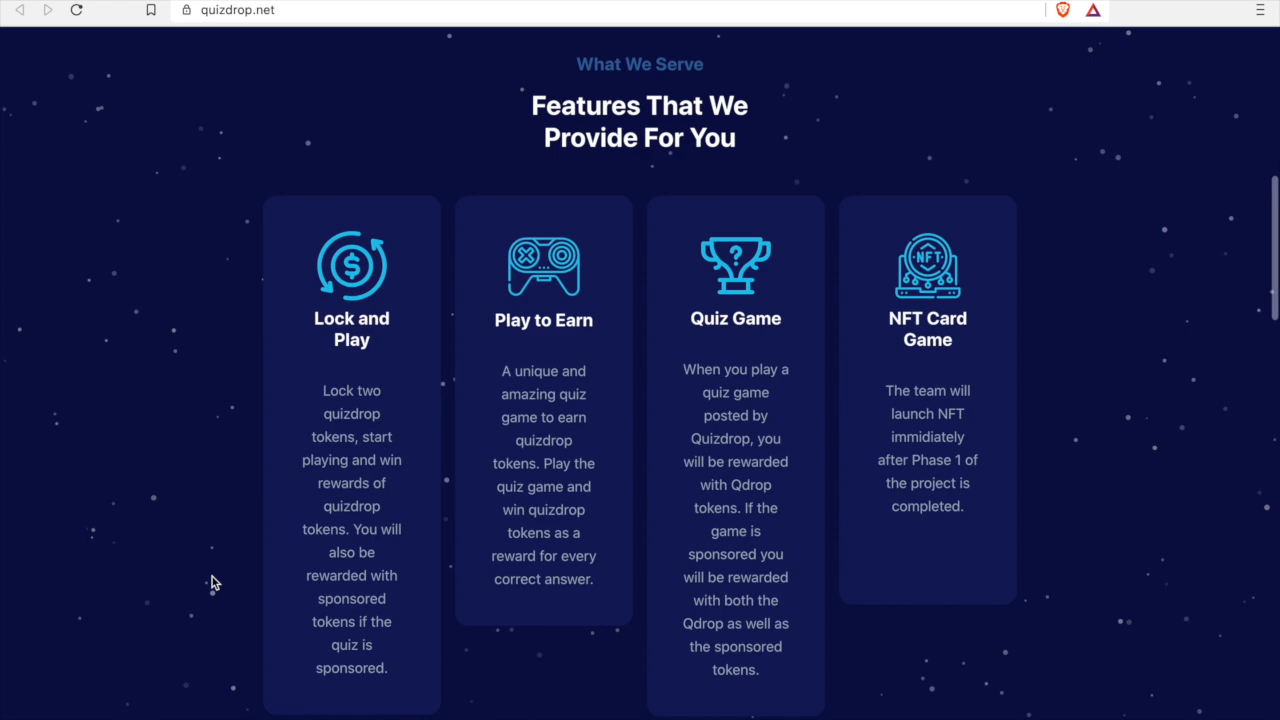 quizdrop.net
What We Serve
Features That We
Provide For You
Lock and
Play
Lock two
quizdrop
tokens, start
playing and win
rewards of
quizdrop
tokens. You will
also be
rewarded with
sponsored
tokens if the
quiz is
sponsored.
Play to Earn
A unique and
amazing quiz
game to earn
quizdrop
tokens. Play the
quiz game and
win quizdrop
tokens as a
reward for every
correct answer.
Quiz Game
When you play a
quiz game
posted by
Quizdrop, you
will be rewarded
with Qdrop
tokens. If the
game is
sponsored you
will be rewarded
with both the
Qdrop as well as
the sponsored
tokens.
NFT
NFT Card
Game
The team will
launch NFT
immidiately
after Phase 1 of
the project is
completed.